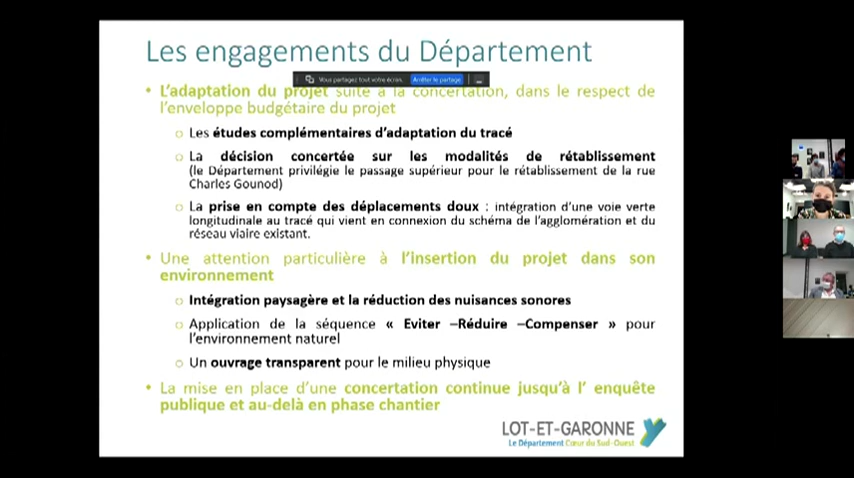 Les engagements du Département
Vous partagez tout votre écran. Arrêter le partage
• L'adaptation du projet suite à la concertation, dans le respect de
l'enveloppe budgétaire du projet
o Les études complémentaires d'adaptation du tracé
o La décision concertée sur les modalités de rétablissement
(le Département privilégie le passage supérieur pour le rétablissement de la rue
Charles Gounod)
o La prise en compte des déplacements doux : intégration d'une voie verte
longitudinale au tracé qui vient en connexion du schéma de l'agglomération et du
réseau viaire existant.
• Une attention particulière à l'insertion du projet dans son
environnement
o Intégration paysagère et la réduction des nuisances sonores
o Application de la séquence « Eviter –Réduire –Compenser » pour
l'environnement naturel
o Un ouvrage transparent pour le milieu physique
• La mise en place d'une concertation continue jusqu'à l' enquête
publique et au-delà en phase chantier
LOT-ET-GARONNE
Le Département Cœur du Sud-Ouest